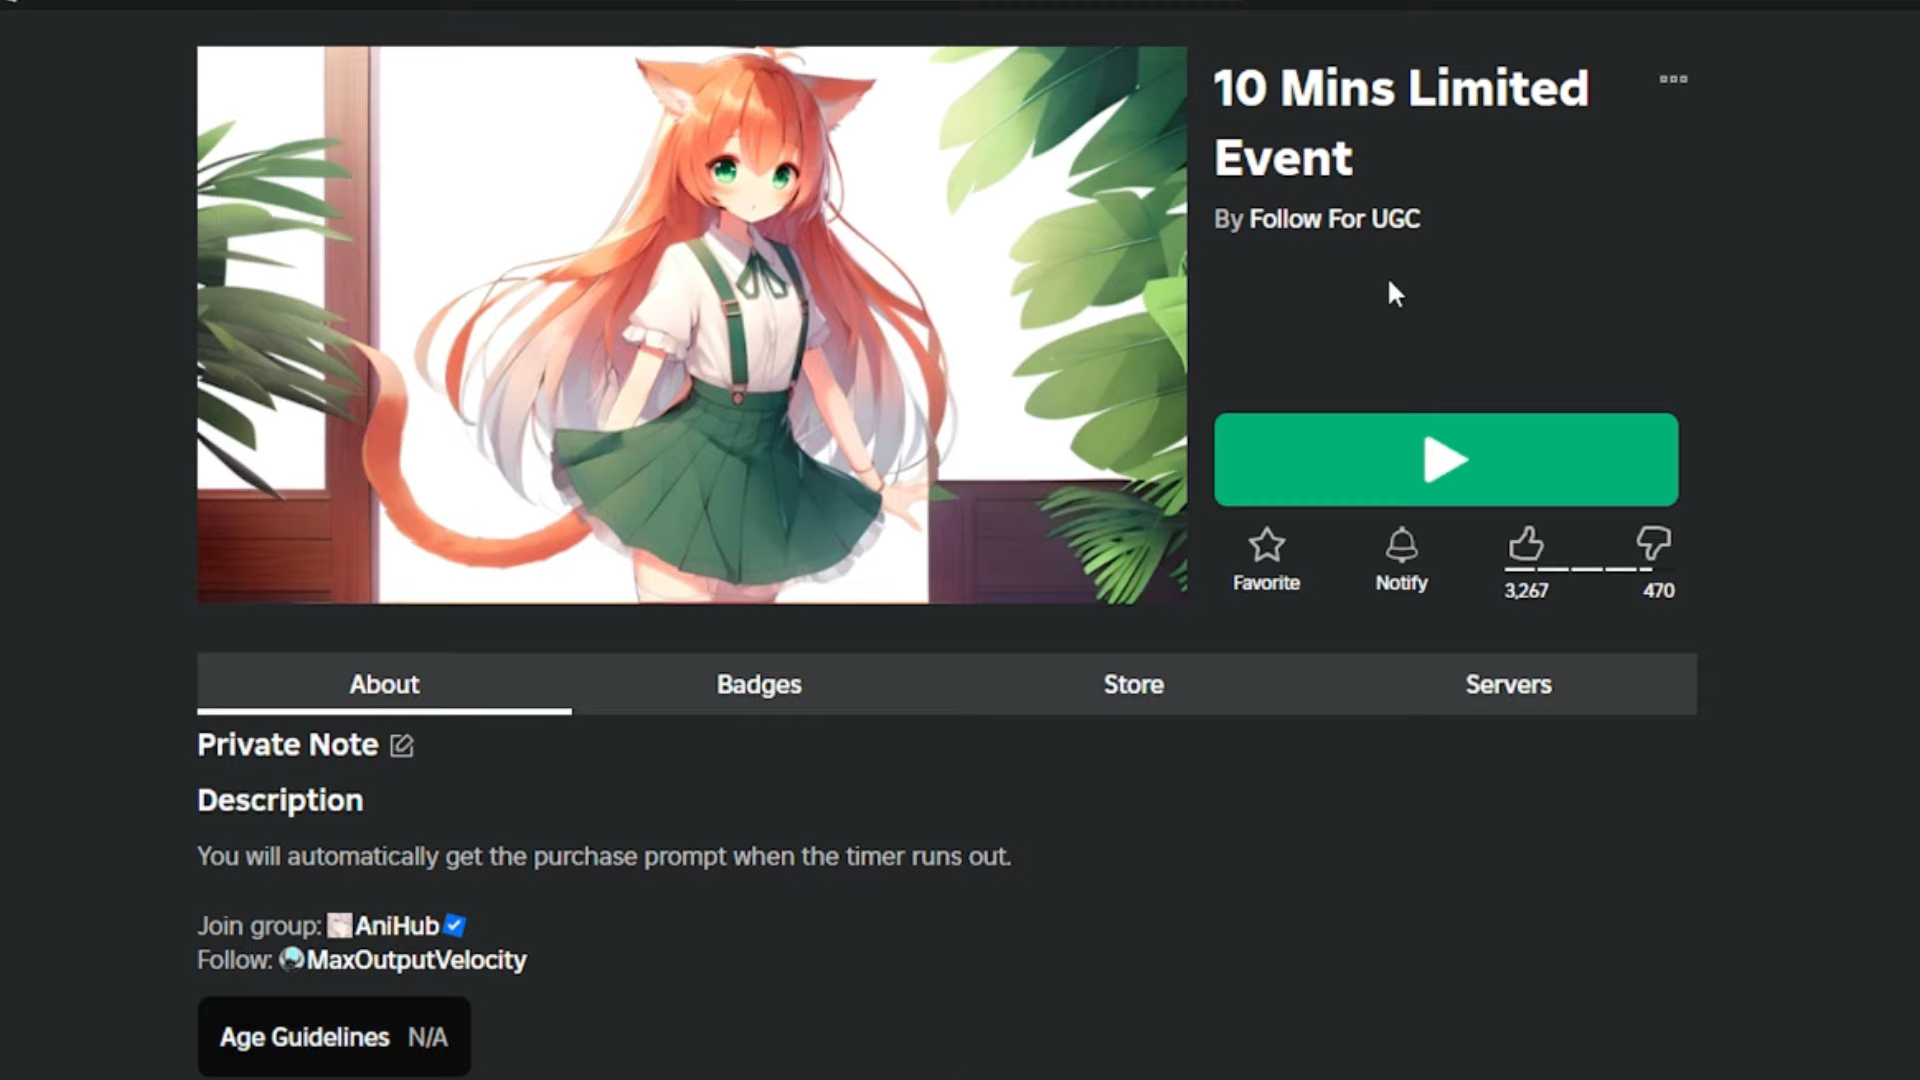 10 Mins Limited
Event
By Follow For UGC
Favorite
Notify
3,267
470
About
Badges
Store
Servers
Private Note
Description
You will automatically get the purchase prompt when the timer runs out.
Join group: AniHub
Follow: MaxOutputVelocity
Age Guidelines N/A